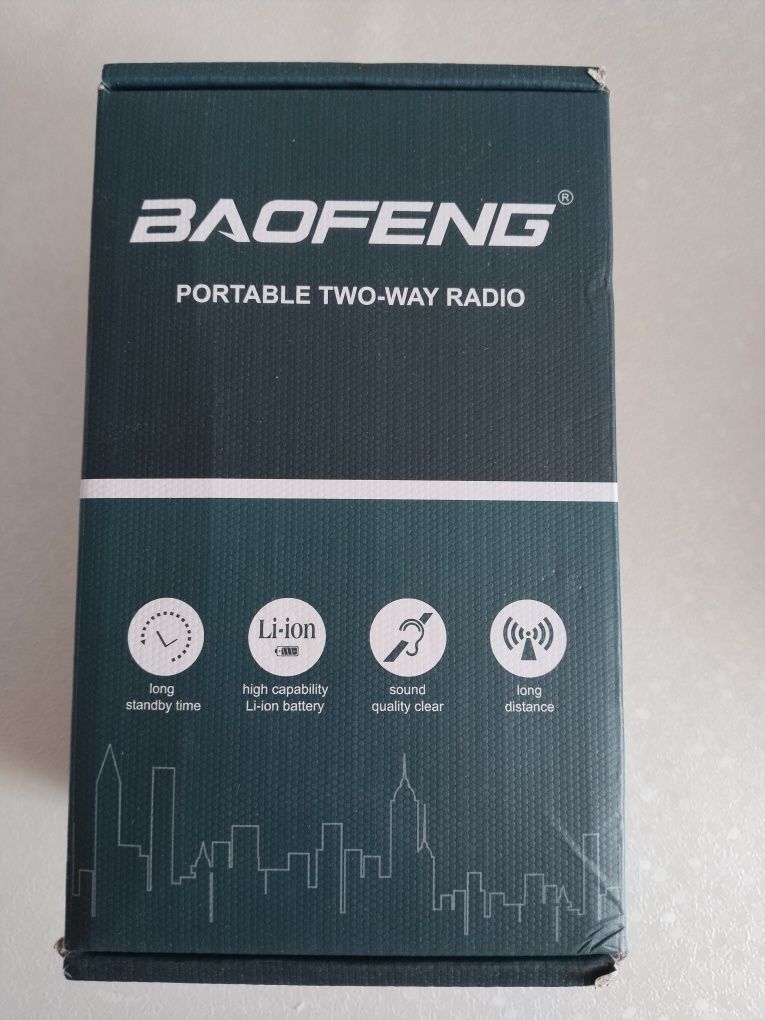 BAOFENG®
PORTABLE TWO-WAY RADIO
Li-ion
long
standby time
high capability
Li-ion battery
sound
quality clear
long
distance